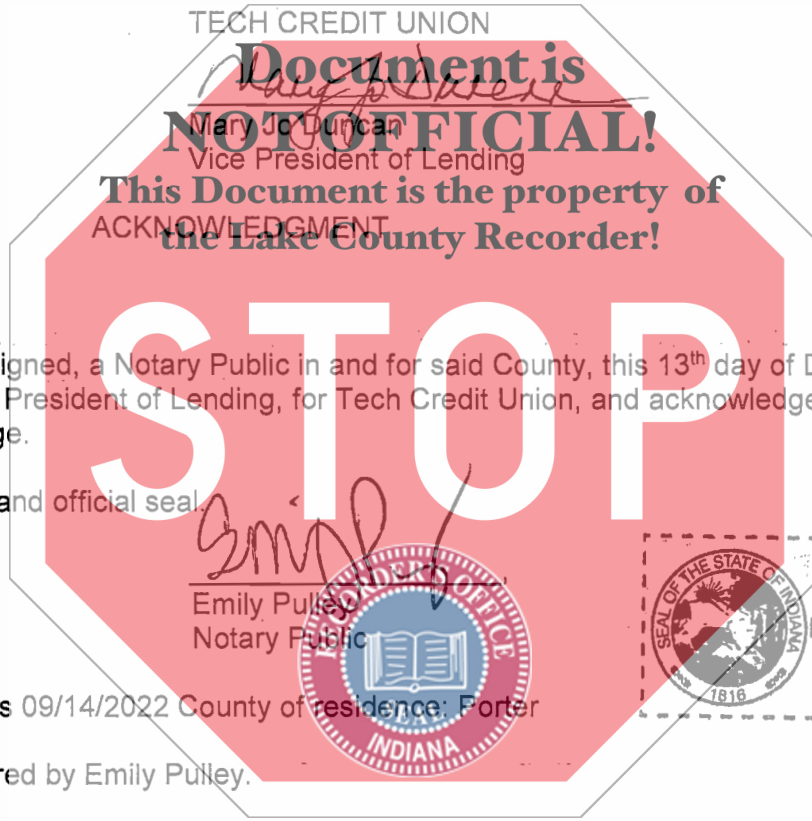 TECH CREDIT UNION
Document is
NOT OFFICIAL!
Mary Jo Duncan
Vice President of Lending
This Document is the property of
ACKNOWLEDGMENT
the Lake County Recorder!
STOP
igned, a Notary Public in and for said County, this 13th day of D
President of Lending, for Tech Credit Union, and acknowledge
ge.
and official seal.
Emily Pulley
Notary Public
RECORDER'S OFFICE
SEAL
INDIANA
SEAL OF THE STATE OF INDIANA
1816
s 09/14/2022 County of residence: Porter
red by Emily Pulley.